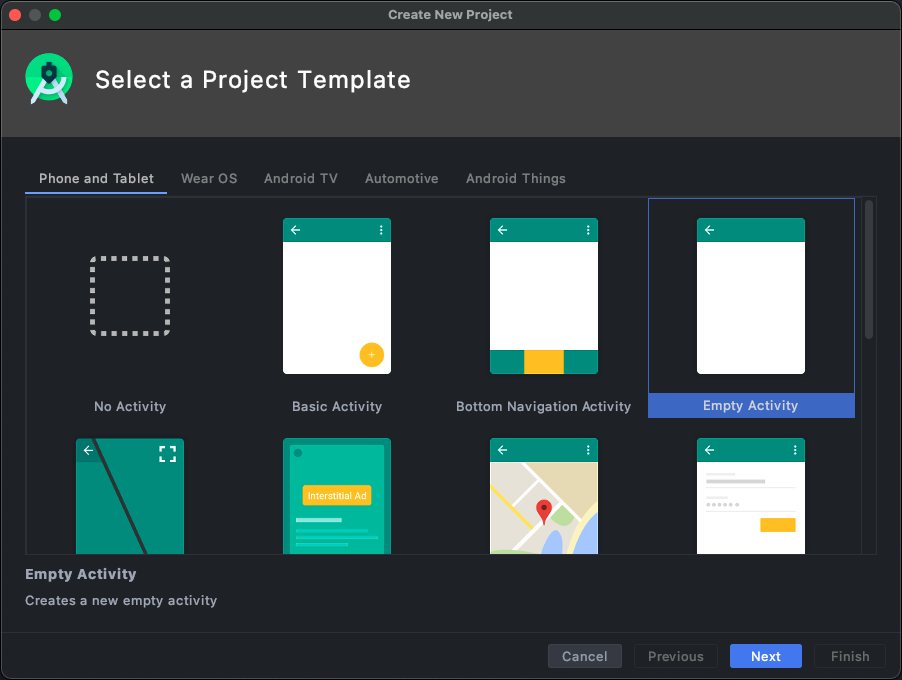 Create New Project
Select a Project Template
Phone and Tablet Wear OS Android TV Automotive Android Things
No Activity Basic Activity Bottom Navigation Activity Empty Activity
Interstitial Ad
Empty Activity
Creates a new empty activity
Cancel Previous Next Finish